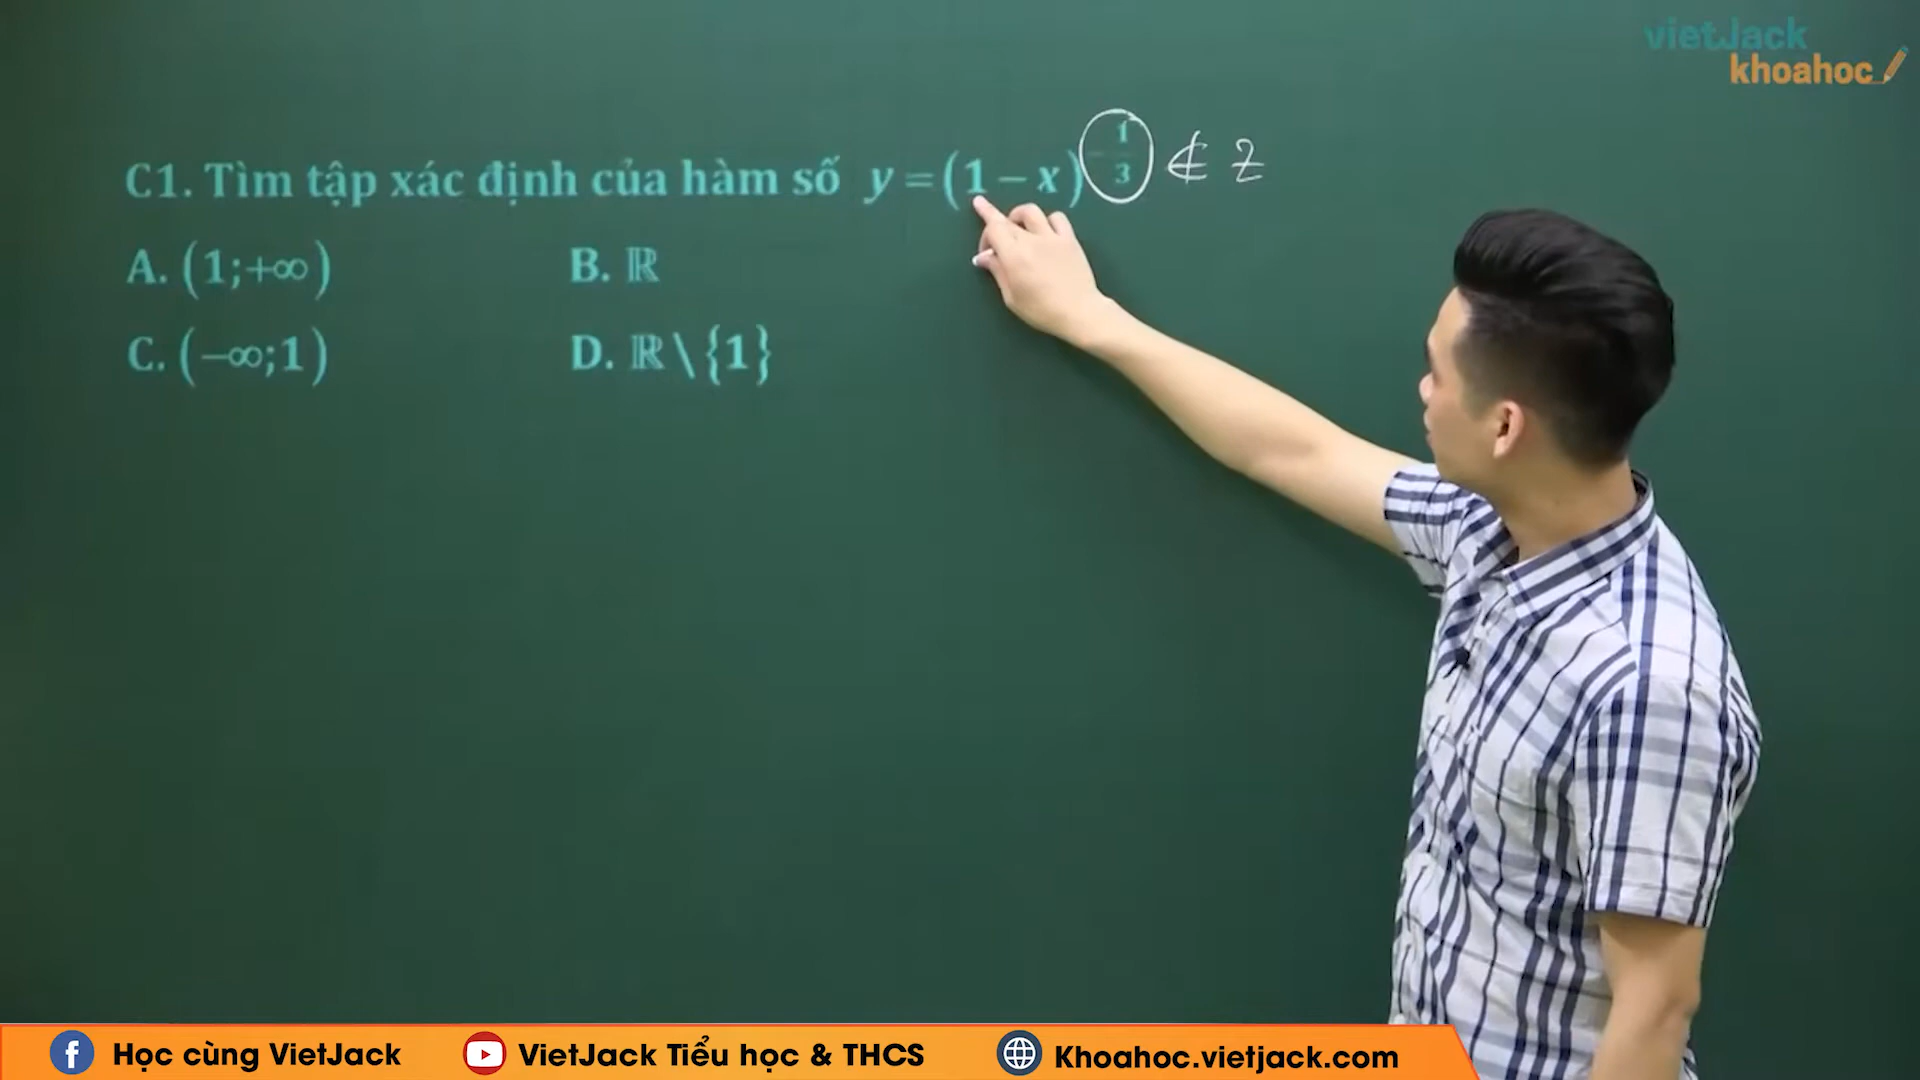 vietJack
khoahoc
C1. Tìm tập xác định của hàm số y = (1 − x)^(−1/3) ∉ Z
A. (1;+∞) B. ℝ
C. (−∞;1) D. ℝ \ {1}
Học cùng VietJack VietJack Tiểu học & THCS Khoahoc.vietjack.com